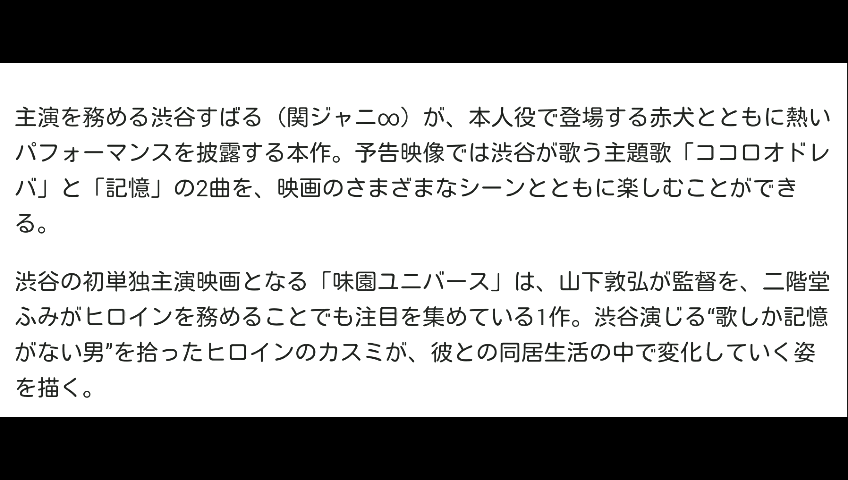 主演を務める渋谷すばる（関ジャニ∞）が、本人役で登場する赤犬とともに熱い
パフォーマンスを披露する本作。予告映像では渋谷が歌う主題歌「ココロオドレ
バ」と「記憶」の2曲を、映画のさまざまなシーンとともに楽しむことができ
る。
渋谷の初単独主演映画となる「味園ユニバース」は、山下敦弘が監督を、二階堂
ふみがヒロインを務めることでも注目を集めている1作。渋谷演じる“歌しか記憶
がない男”を拾ったヒロインのカスミが、彼との同居生活の中で変化していく姿
を描く。